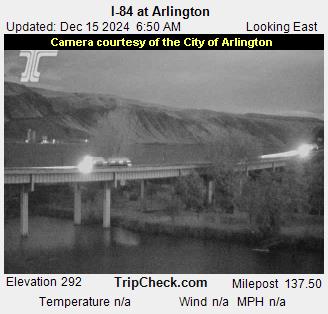 I-84 at Arlington
Updated: Dec 15 2024 6:50 AM Looking East
Camera courtesy of the City of Arlington
Elevation 292 TripCheck.com Milepost 137.50
Temperature n/a Wind n/a MPH n/a